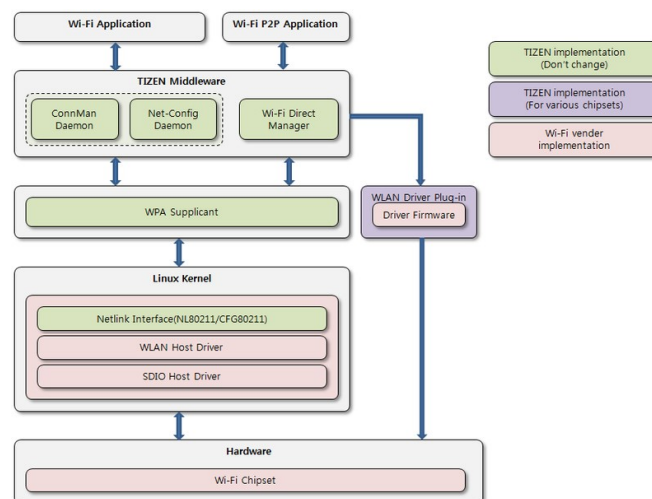 Wi-Fi Application
Wi-Fi P2P Application
TIZEN Middleware
ConnMan
Daemon
Net-Config
Daemon
Wi-Fi Direct
Manager
TIZEN implementation
(Don't change)
TIZEN implementation
(For various chipsets)
Wi-Fi vender
implementation
WPA Supplicant
WLAN Driver Plug-in
Driver Firmware
Linux Kernel
Netlink Interface(NL80211/CFG80211)
WLAN Host Driver
SDIO Host Driver
Hardware
Wi-Fi Chipset